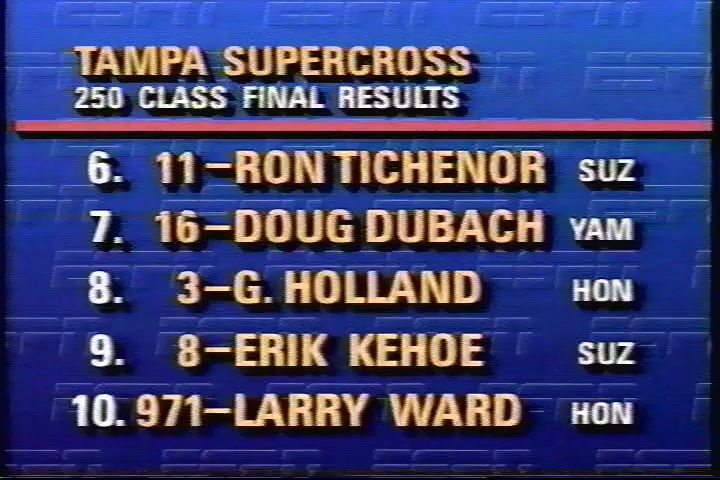 TAMPA SUPERCROSS
250 CLASS FINAL RESULTS
6. 11-RON TICHENOR SUZ
7. 16-DOUG DUBACH YAM
8. 3-G. HOLLAND HON
9. 8-ERIK KEHOE SUZ
10. 971-LARRY WARD HON